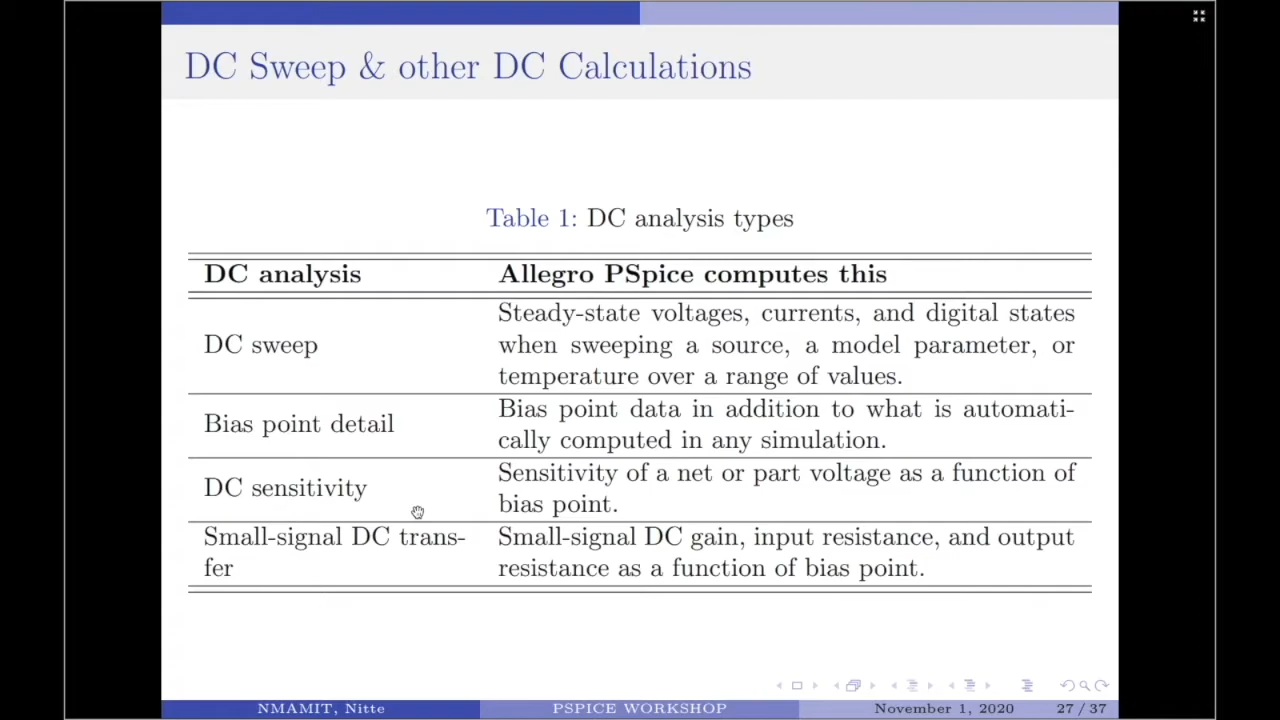 DC Sweep & other DC Calculations
Table 1: DC analysis types
DC analysis Allegro PSpice computes this
DC sweep
Steady-state voltages, currents, and digital states
when sweeping a source, a model parameter, or
temperature over a range of values.
Bias point detail
Bias point data in addition to what is automati-
cally computed in any simulation.
DC sensitivity
Sensitivity of a net or part voltage as a function of
bias point.
Small-signal DC trans-
fer
Small-signal DC gain, input resistance, and output
resistance as a function of bias point.
NMAMIT, Nitte PSPICE WORKSHOP November 1, 2020 27 / 37